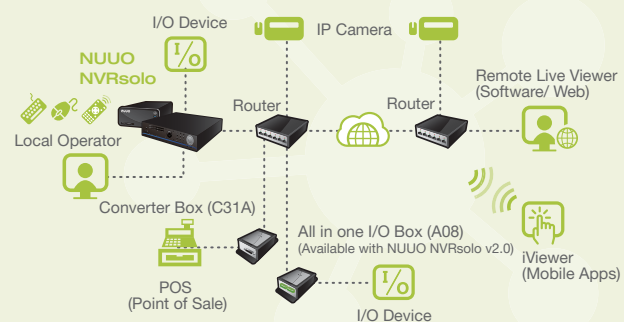 I/O Device
I/O
NUUO
NVRsolo
IP Camera
Router
Router
Remote Live Viewer
(Software/ Web)
Local Operator
Converter Box (C31A)
All in one I/O Box (A08)
(Available with NUUO NVRsolo v2.0)
iViewer
(Mobile Apps)
POS
(Point of Sale)
I/O
I/O Device